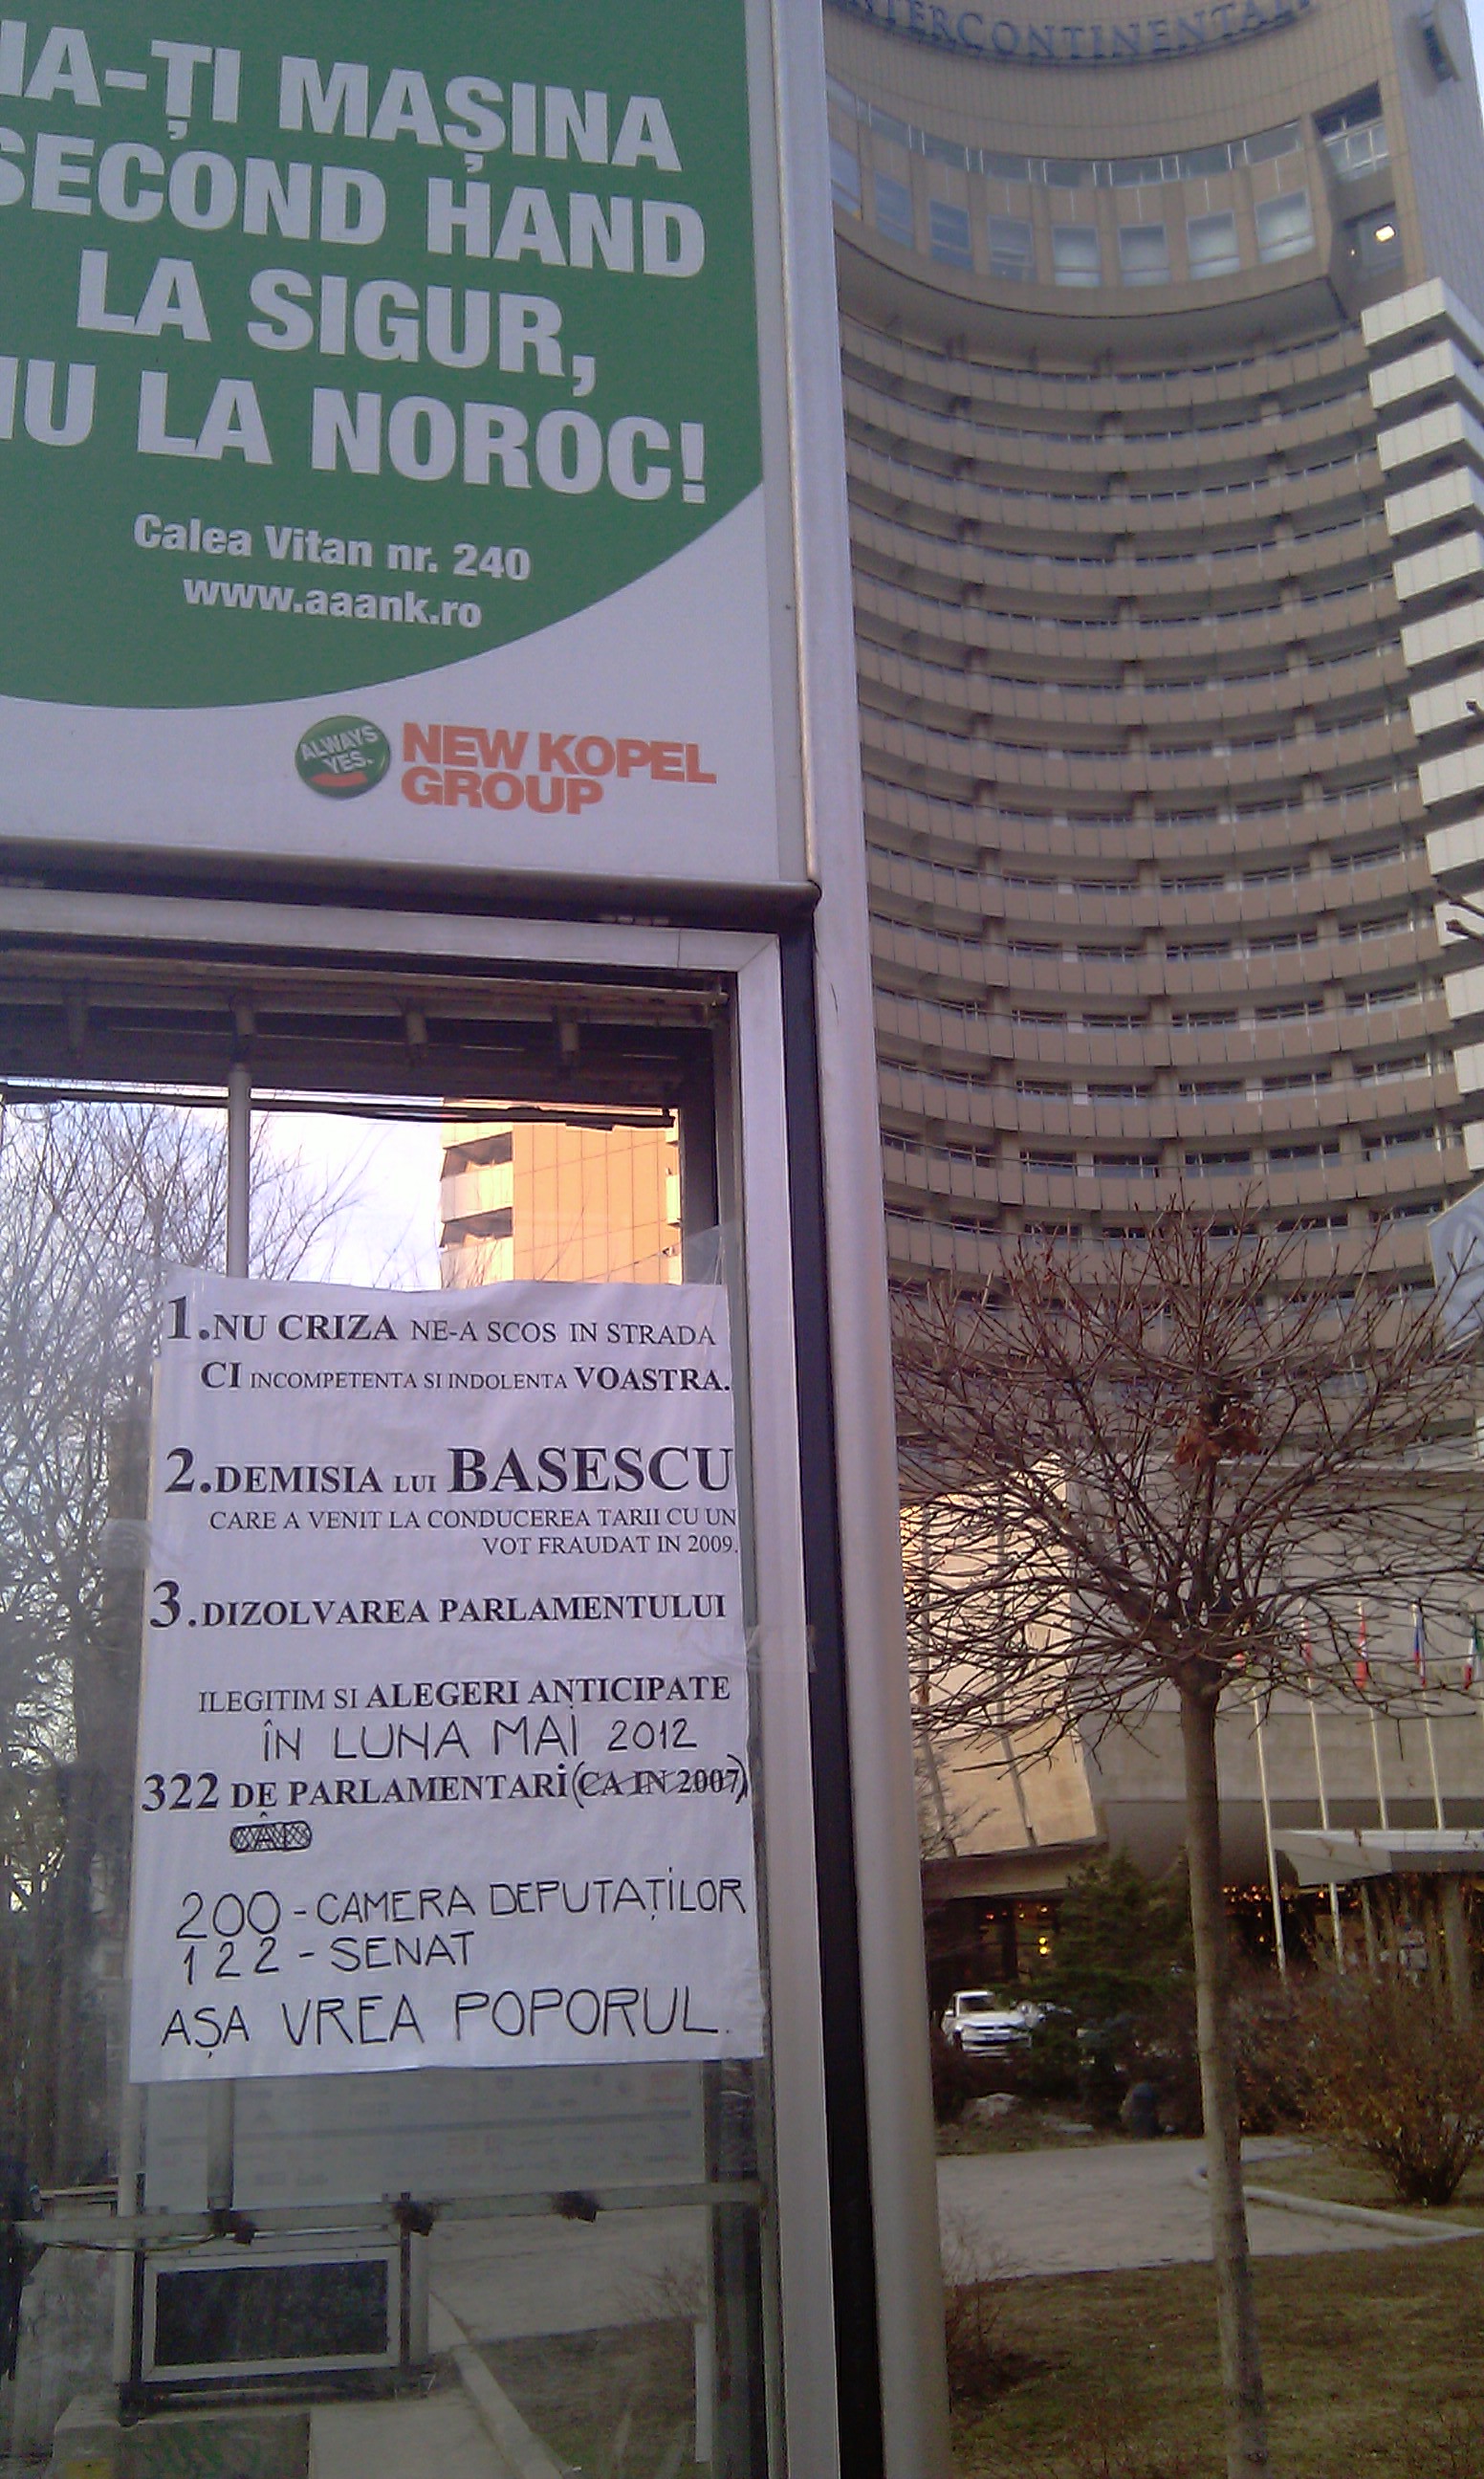 INTERCONTINENTAL
IA-ȚI MAȘINA
SECOND HAND
LA SIGUR,
NU LA NOROC!
Calea Vitan nr. 240
www.aaank.ro
ALWAYS
YES.
NEW KOPEL
GROUP
1.NU CRIZA NE-A SCOS IN STRADA
CI INCOMPETENTA SI INDOLENTA VOASTRA.
2.DEMISIA LUI BASESCU
CARE A VENIT LA CONDUCEREA TARII CU UN
VOT FRAUDAT IN 2009.
3.DIZOLVAREA PARLAMENTULUI
ILEGITIM SI ALEGERI ANTICIPATE
ÎN LUNA MAI 2012
322 DE PARLAMENTARI (CA IN 2007)
200 - CAMERA DEPUTAȚILOR
122 - SENAT
AȘA VREA POPORUL.